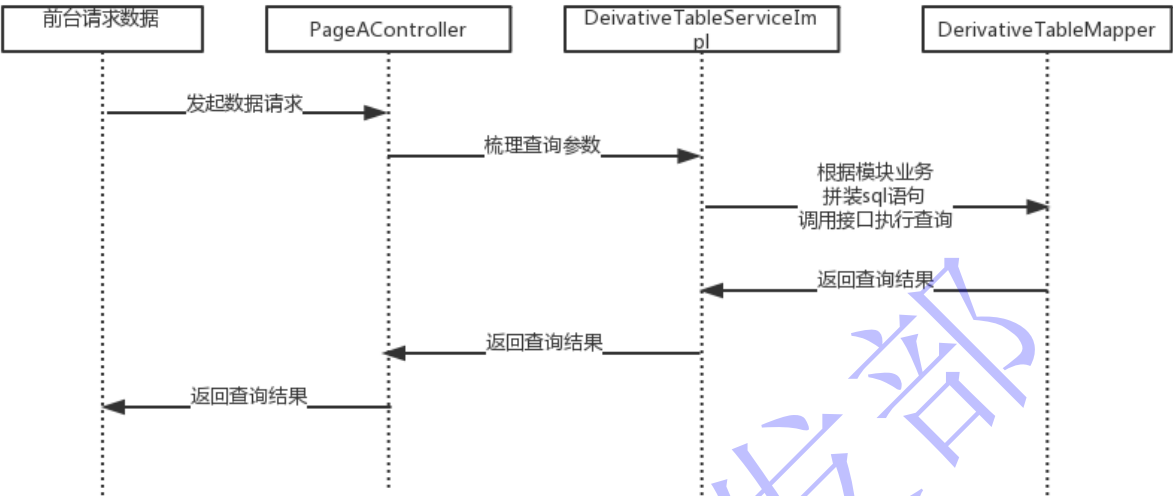 前台请求数据
PageAController
DeivativeTableServiceIm
pl
DerivativeTableMapper
发起数据请求
梳理查询参数
根据模块业务
拼装sql语句
调用接口执行查询
返回查询结果
返回查询结果
返回查询结果
发部